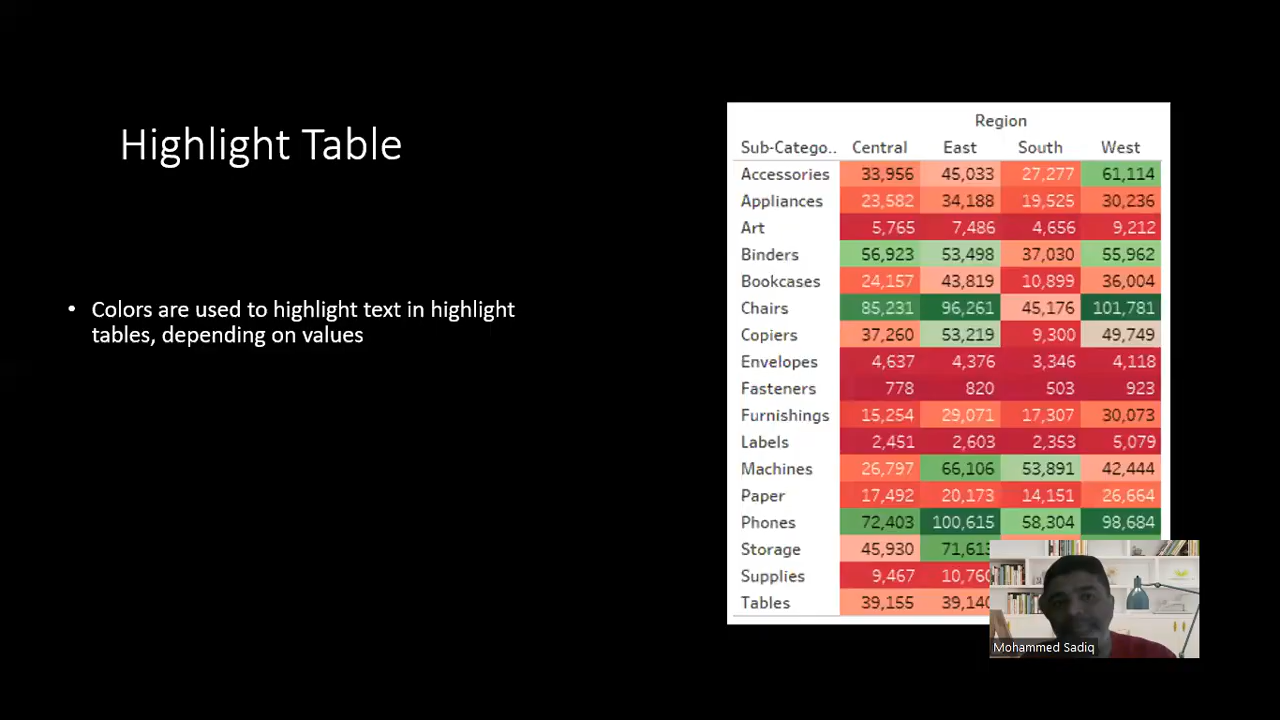 Highlight Table
• Colors are used to highlight text in highlight
tables, depending on values
Region
Sub-Catego.. Central East South West
Accessories 33,956 45,033 27,277 61,114
Appliances 23,582 34,188 19,525 30,236
Art 5,765 7,486 4,656 9,212
Binders 56,923 53,498 37,030 55,962
Bookcases 24,157 43,819 10,899 36,004
Chairs 85,231 96,261 45,176 101,781
Copiers 37,260 53,219 9,300 49,749
Envelopes 4,637 4,376 3,346 4,118
Fasteners 778 820 503 923
Furnishings 15,254 29,071 17,307 30,073
Labels 2,451 2,603 2,353 5,079
Machines 26,797 66,106 53,891 42,444
Paper 17,492 20,173 14,151 26,664
Phones 72,403 100,615 58,304 98,684
Storage 45,930 71,613
Supplies 9,467 10,760
Tables 39,155 39,140
Mohammed Sadiq